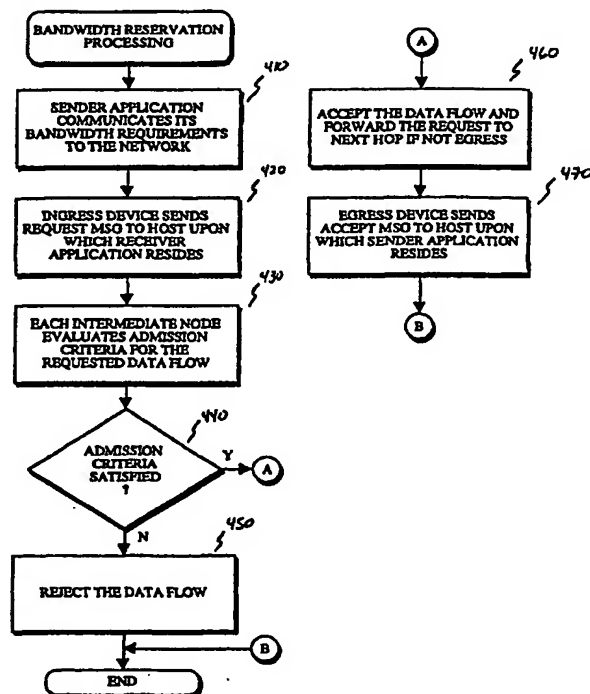 BANDWIDTH RESERVATION
PROCESSING
410
SENDER APPLICATION
COMMUNICATES ITS
BANDWIDTH REQUIREMENTS
TO THE NETWORK
420
INGRESS DEVICE SENDS
REQUEST MSG TO HOST UPON
WHICH RECEIVER
APPLICATION RESIDES
430
EACH INTERMEDIATE NODE
EVALUATES ADMISSION
CRITERIA FOR THE
REQUESTED DATA FLOW
440
ADMISSION
CRITERIA
SATISFIED
?
Y
A
N
450
REJECT THE DATA FLOW
B
END
A
460
ACCEPT THE DATA FLOW AND
FORWARD THE REQUEST TO
NEXT HOP IF NOT EGRESS
470
EGRESS DEVICE SENDS
ACCEPT MSG TO HOST UPON
WHICH SENDER APPLICATION
RESIDES
B